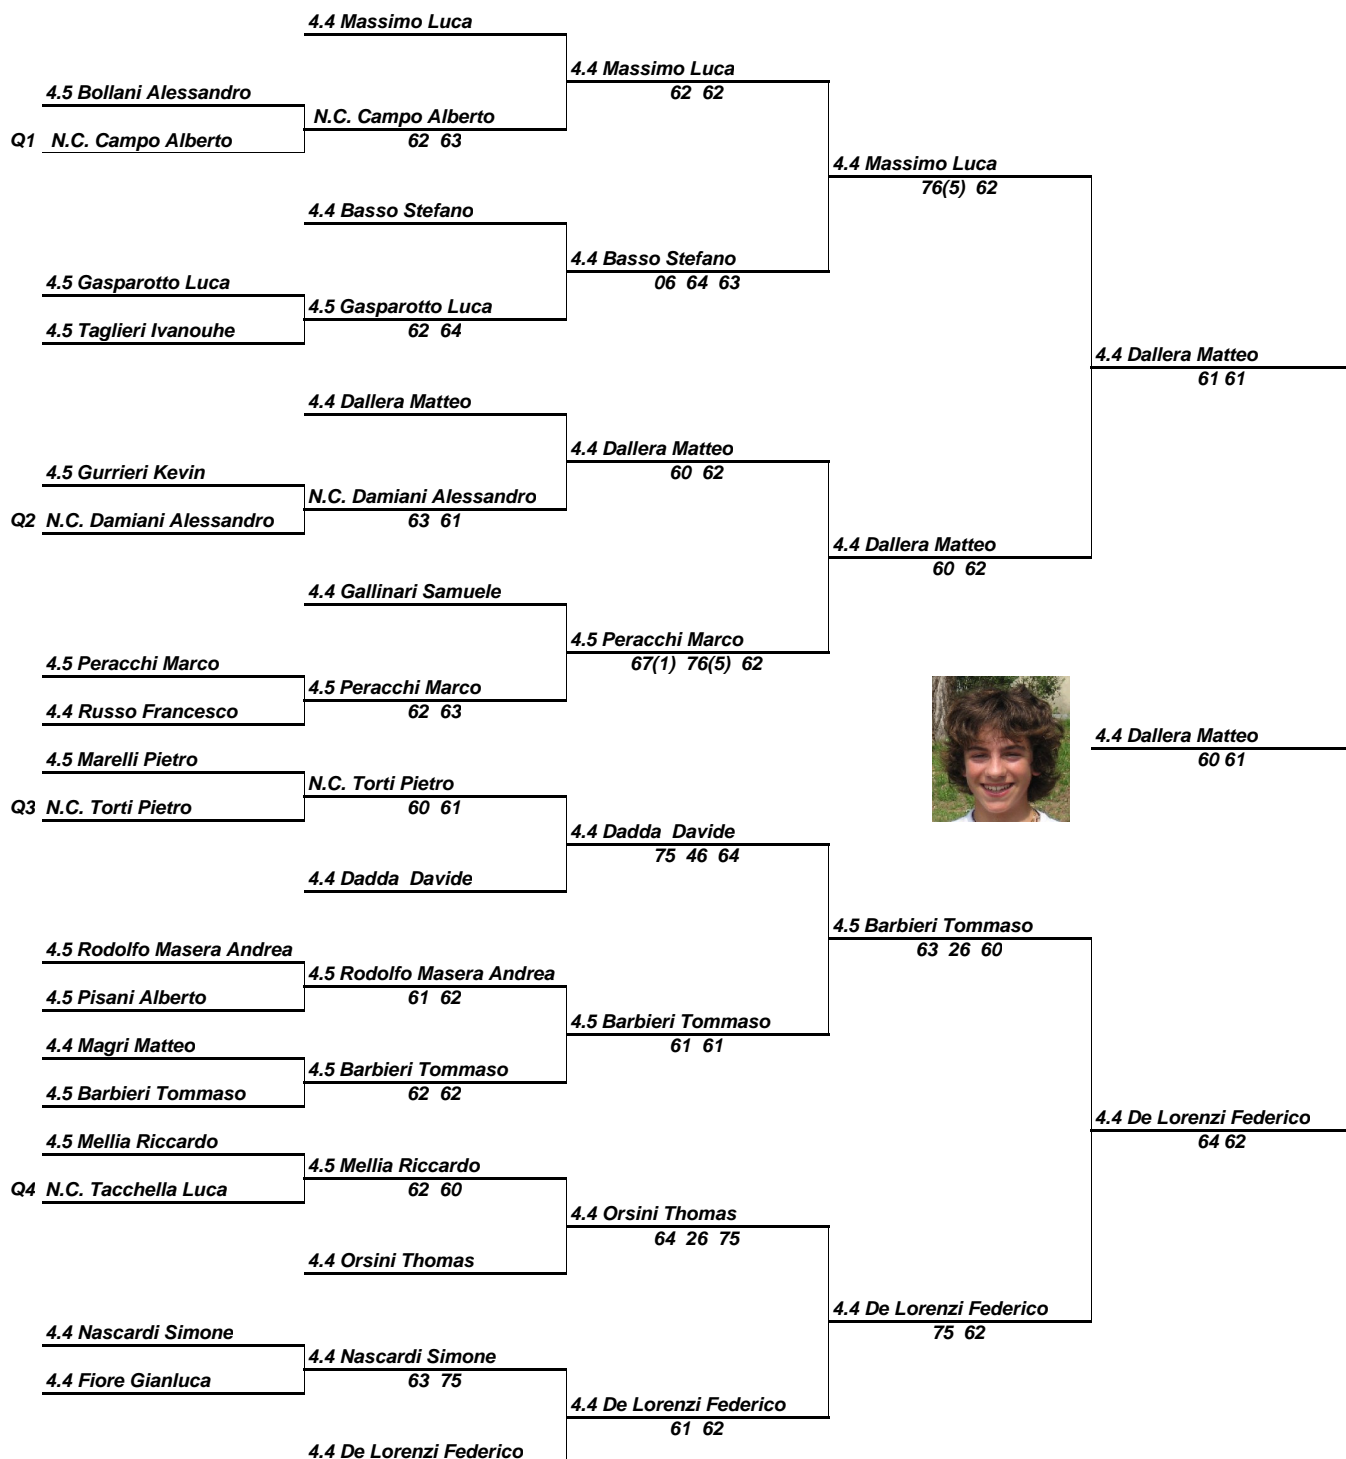 4.4 Massimo Luca
4.4 Massimo Luca
62 62
4.5 Bollani Alessandro
N.C. Campo Alberto
62 63
Q1 N.C. Campo Alberto
4.4 Massimo Luca
76(5) 62
4.4 Basso Stefano
4.4 Basso Stefano
06 64 63
4.5 Gasparotto Luca
4.5 Gasparotto Luca
62 64
4.5 Taglieri Ivanouhe
4.4 Dallera Matteo
61 61
4.4 Dallera Matteo
4.4 Dallera Matteo
60 62
4.5 Gurrieri Kevin
N.C. Damiani Alessandro
63 61
Q2 N.C. Damiani Alessandro
4.4 Dallera Matteo
60 62
4.4 Gallinari Samuele
4.5 Peracchi Marco
67(1) 76(5) 62
4.5 Peracchi Marco
4.5 Peracchi Marco
62 63
4.4 Russo Francesco
4.4 Dallera Matteo
60 61
4.5 Marelli Pietro
N.C. Torti Pietro
60 61
Q3 N.C. Torti Pietro
4.4 Dadda Davide
75 46 64
4.4 Dadda Davide
4.5 Barbieri Tommaso
63 26 60
4.5 Rodolfo Masera Andrea
4.5 Rodolfo Masera Andrea
61 62
4.5 Pisani Alberto
4.5 Barbieri Tommaso
61 61
4.4 Magri Matteo
4.5 Barbieri Tommaso
62 62
4.5 Barbieri Tommaso
4.4 De Lorenzi Federico
64 62
4.5 Mellia Riccardo
4.5 Mellia Riccardo
62 60
Q4 N.C. Tacchella Luca
4.4 Orsini Thomas
64 26 75
4.4 Orsini Thomas
4.4 De Lorenzi Federico
75 62
4.4 Nascardi Simone
4.4 Nascardi Simone
63 75
4.4 Fiore Gianluca
4.4 De Lorenzi Federico
61 62
4.4 De Lorenzi Federico